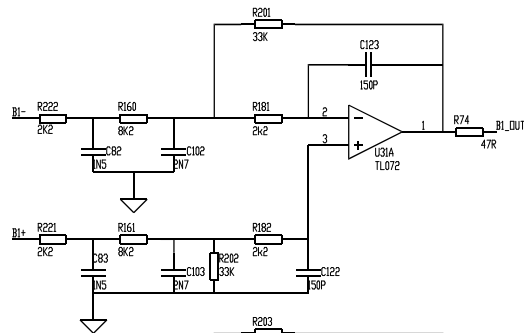 R201
33K
C123
150P
B1-
R222
2K2
R160
8K2
R181
2k2
2
3
1
U31A
TL072
R74
47R
B1_OUT
C82
1N5
C102
2N7
B1+
R221
2K2
R161
8K2
R182
2k2
C83
1N5
C103
2N7
R202
33K
C122
150P
R203